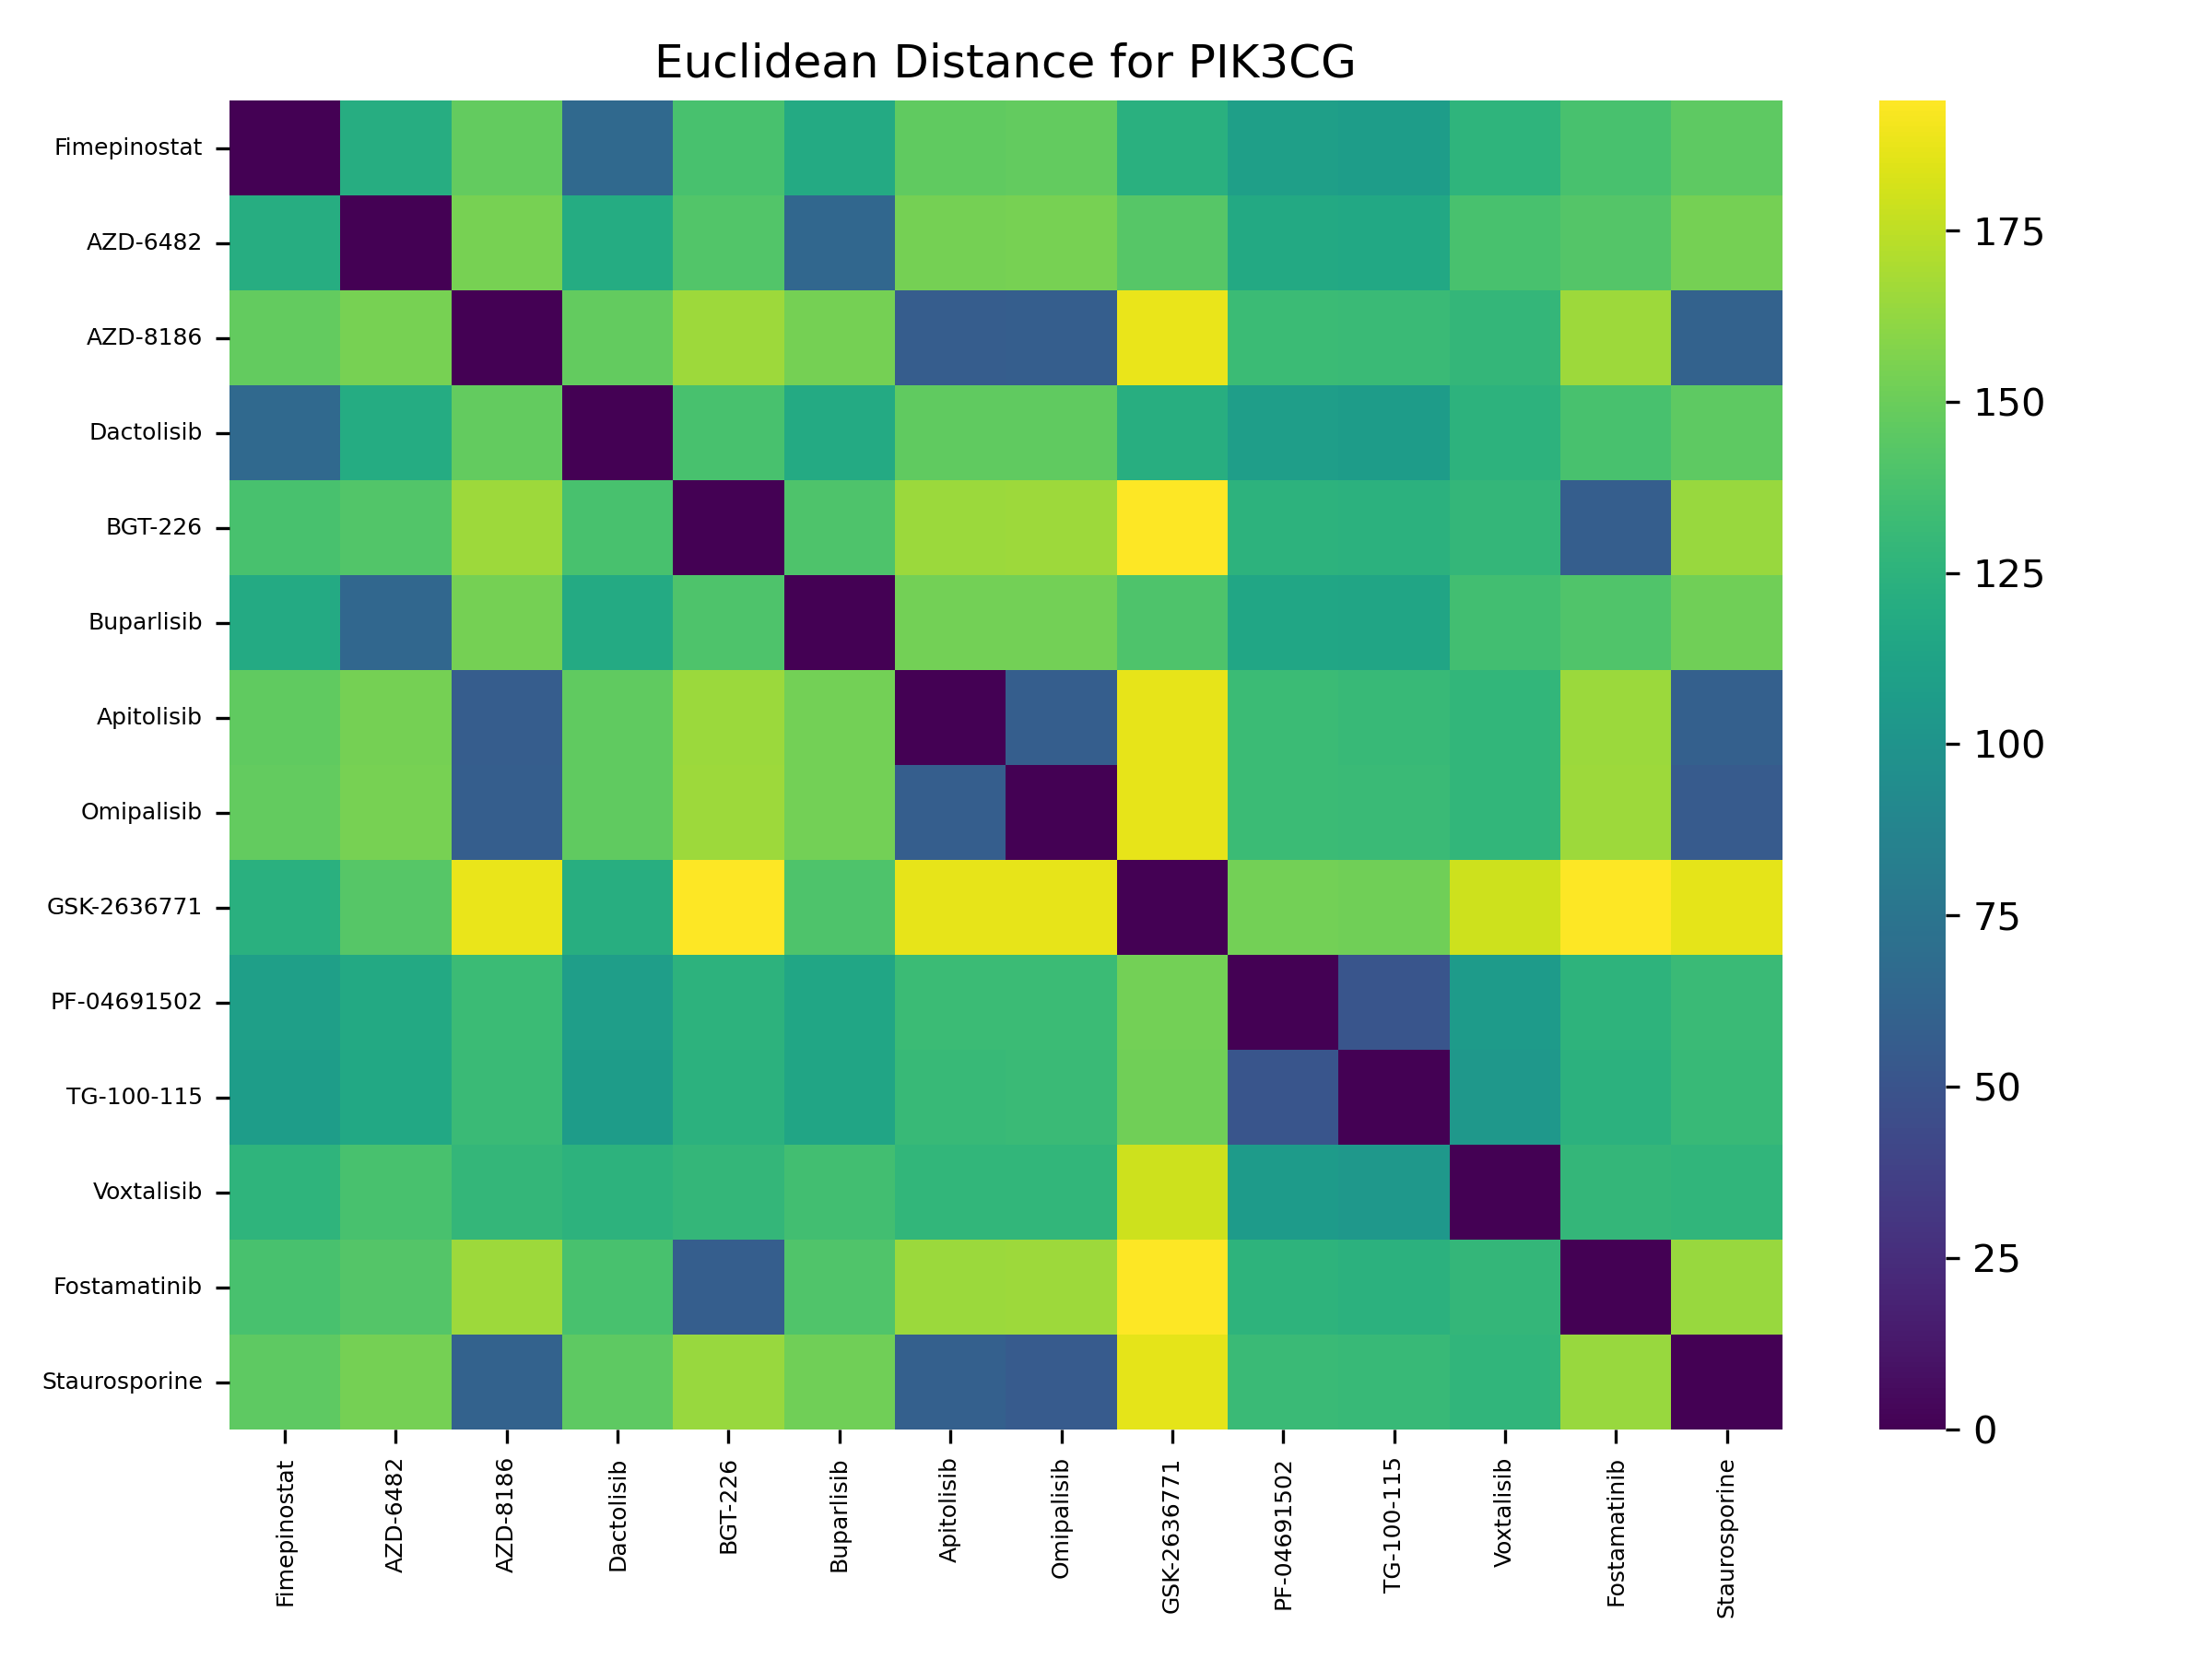 Euclidean Distance for PIK3CG
Fimepinostat
AZD-6482
AZD-8186
Dactolisib
BGT-226
Buparlisib
Apitolisib
Omipalisib
GSK-2636771
PF-04691502
TG-100-115
Voxtalisib
Fostamatinib
Staurosporine
Fimepinostat
AZD-6482
AZD-8186
Dactolisib
BGT-226
Buparlisib
Apitolisib
Omipalisib
GSK-2636771
PF-04691502
TG-100-115
Voxtalisib
Fostamatinib
Staurosporine
175
150
125
100
75
50
25
0